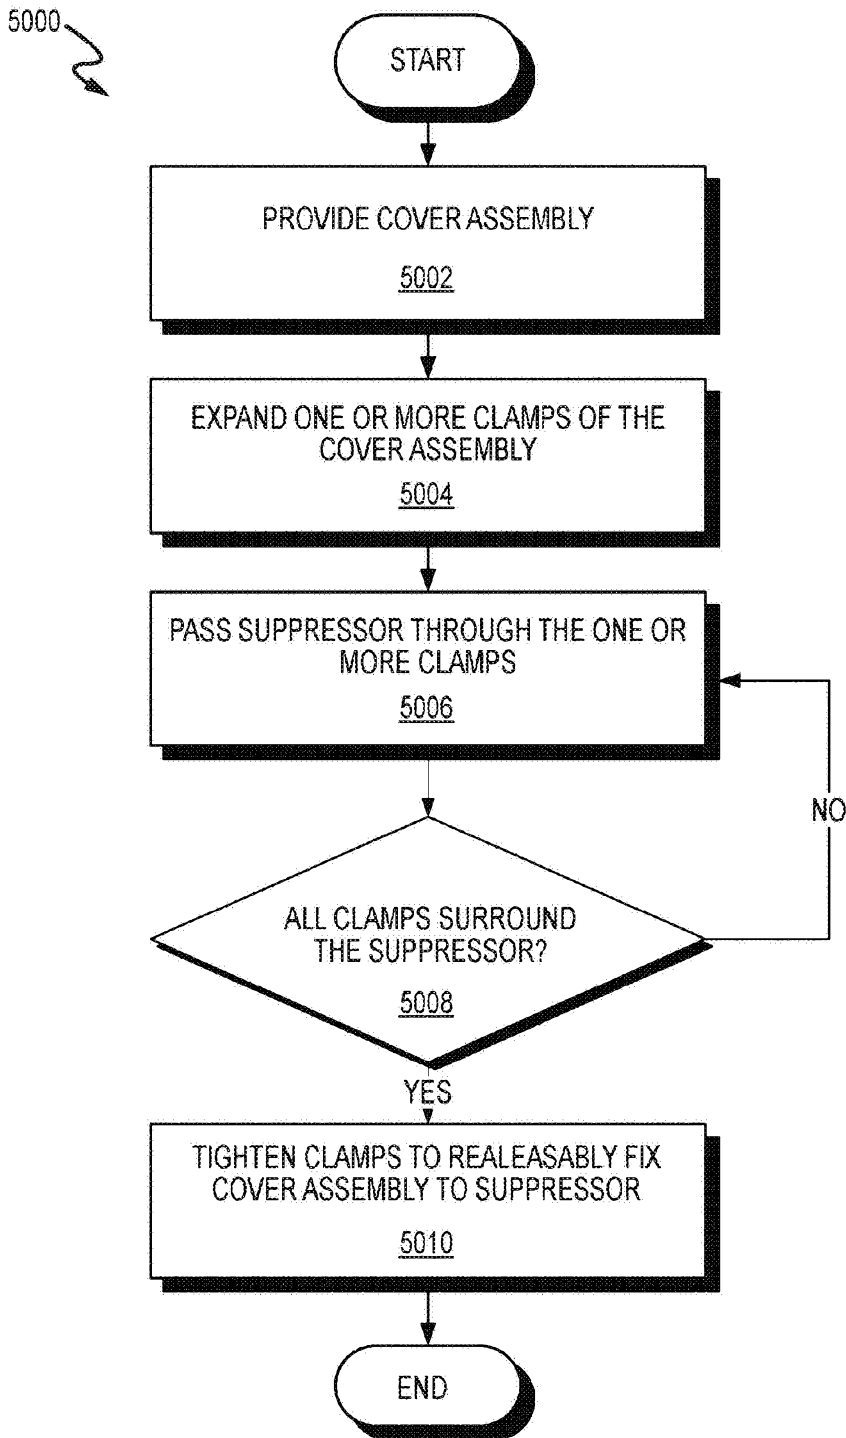 5000
START
PROVIDE COVER ASSEMBLY
5002
EXPAND ONE OR MORE CLAMPS OF THE
COVER ASSEMBLY
5004
PASS SUPPRESSOR THROUGH THE ONE OR
MORE CLAMPS
5006
NO
ALL CLAMPS SURROUND
THE SUPPRESSOR?
5008
YES
TIGHTEN CLAMPS TO REALEASABLY FIX
COVER ASSEMBLY TO SUPPRESSOR
5010
END